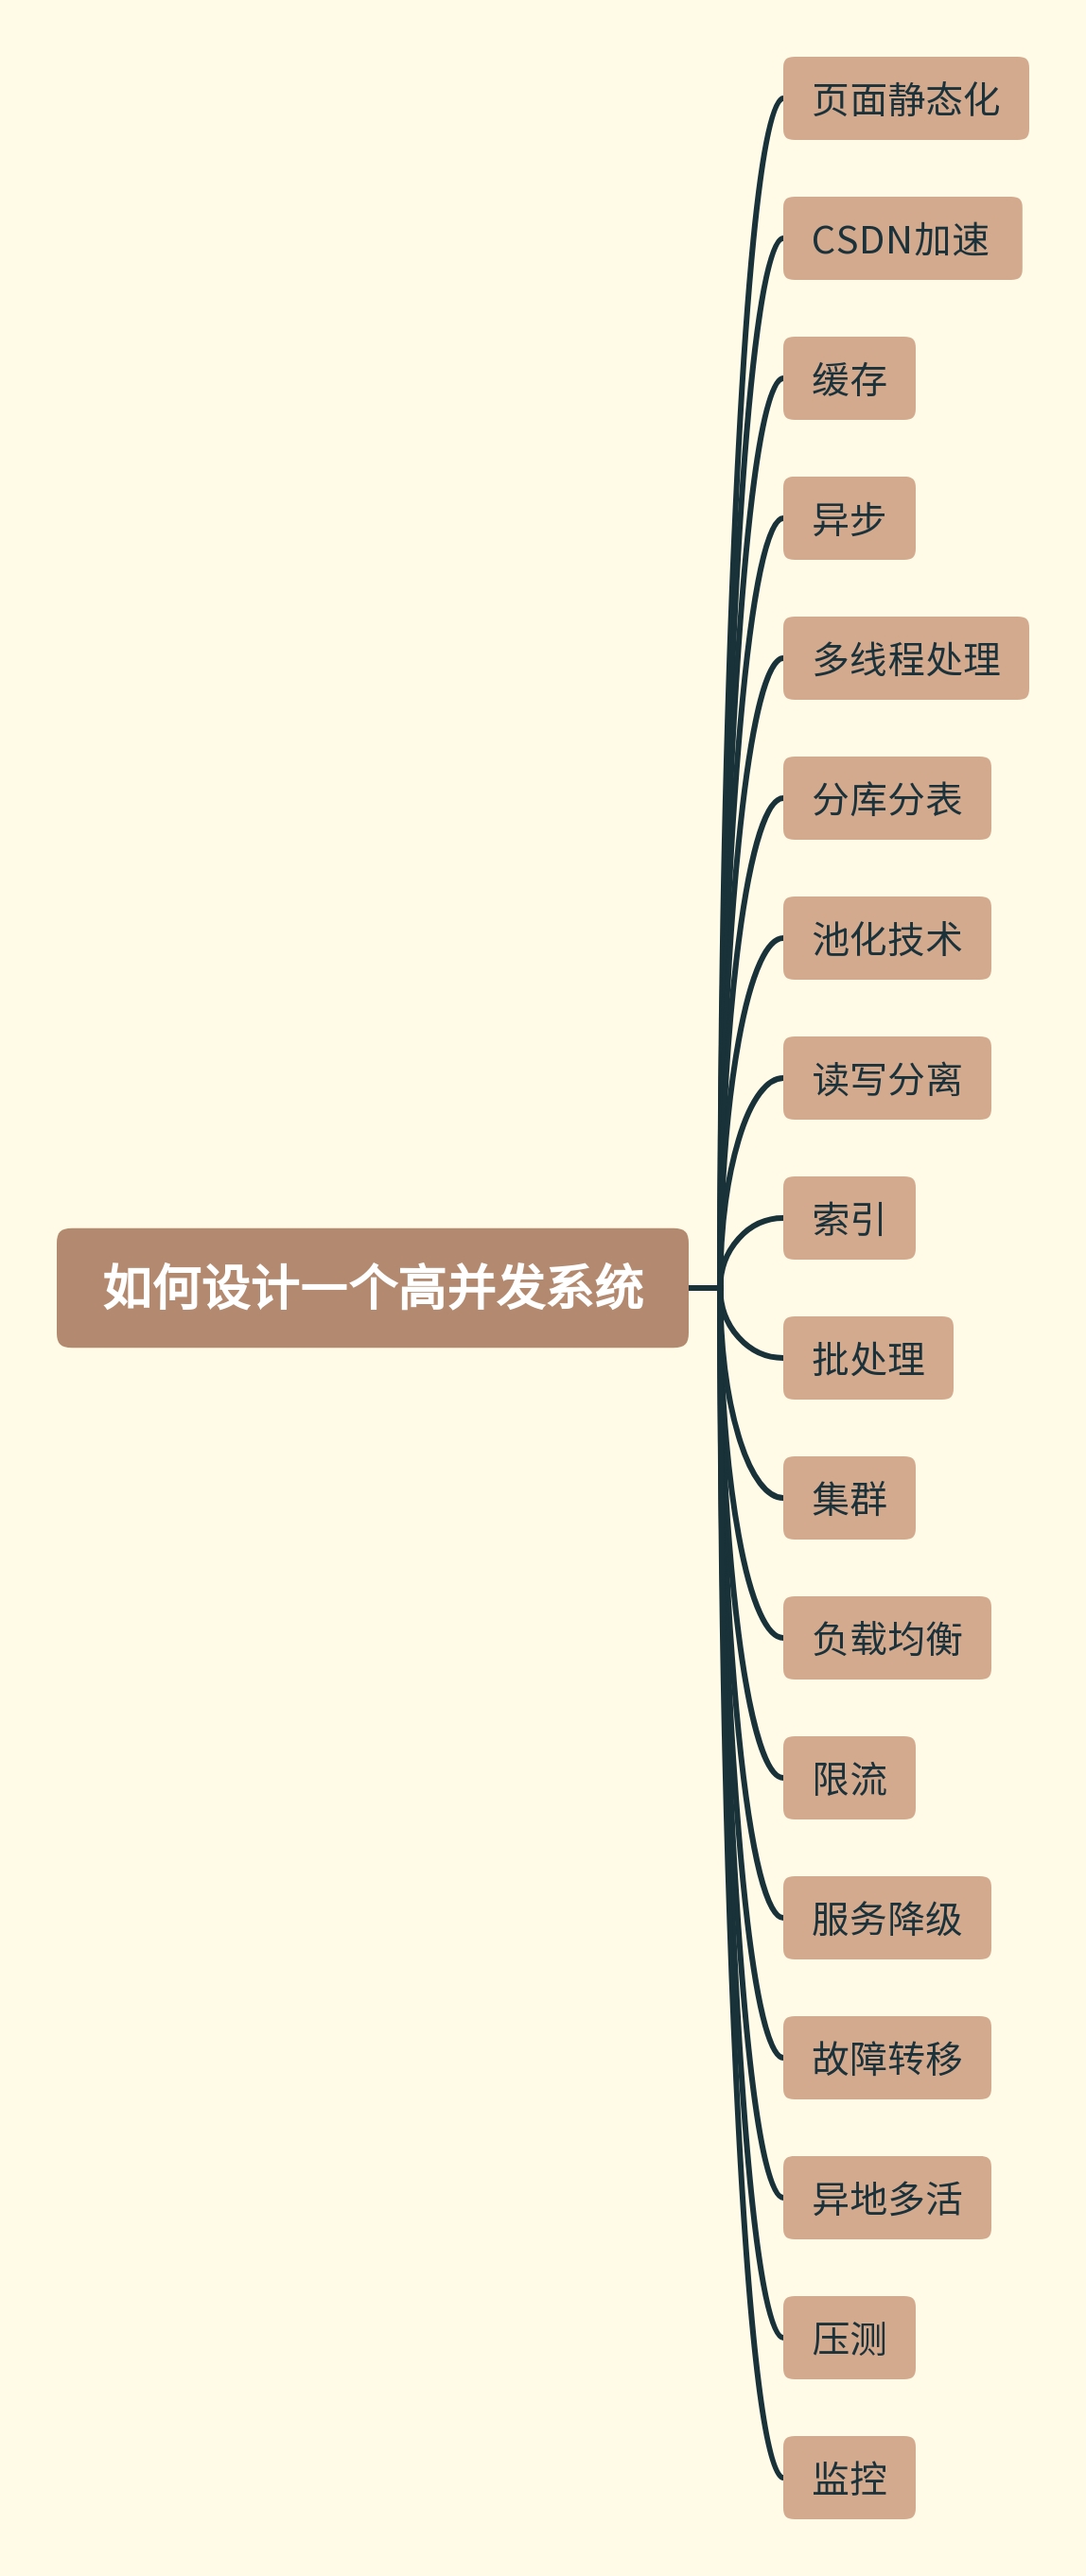 页面静态化
CSDN加速
缓存
异步
多线程处理
分库分表
池化技术
读写分离
索引
如何设计一个高并发系统
批处理
集群
负载均衡
限流
服务降级
故障转移
异地多活
压测
监控